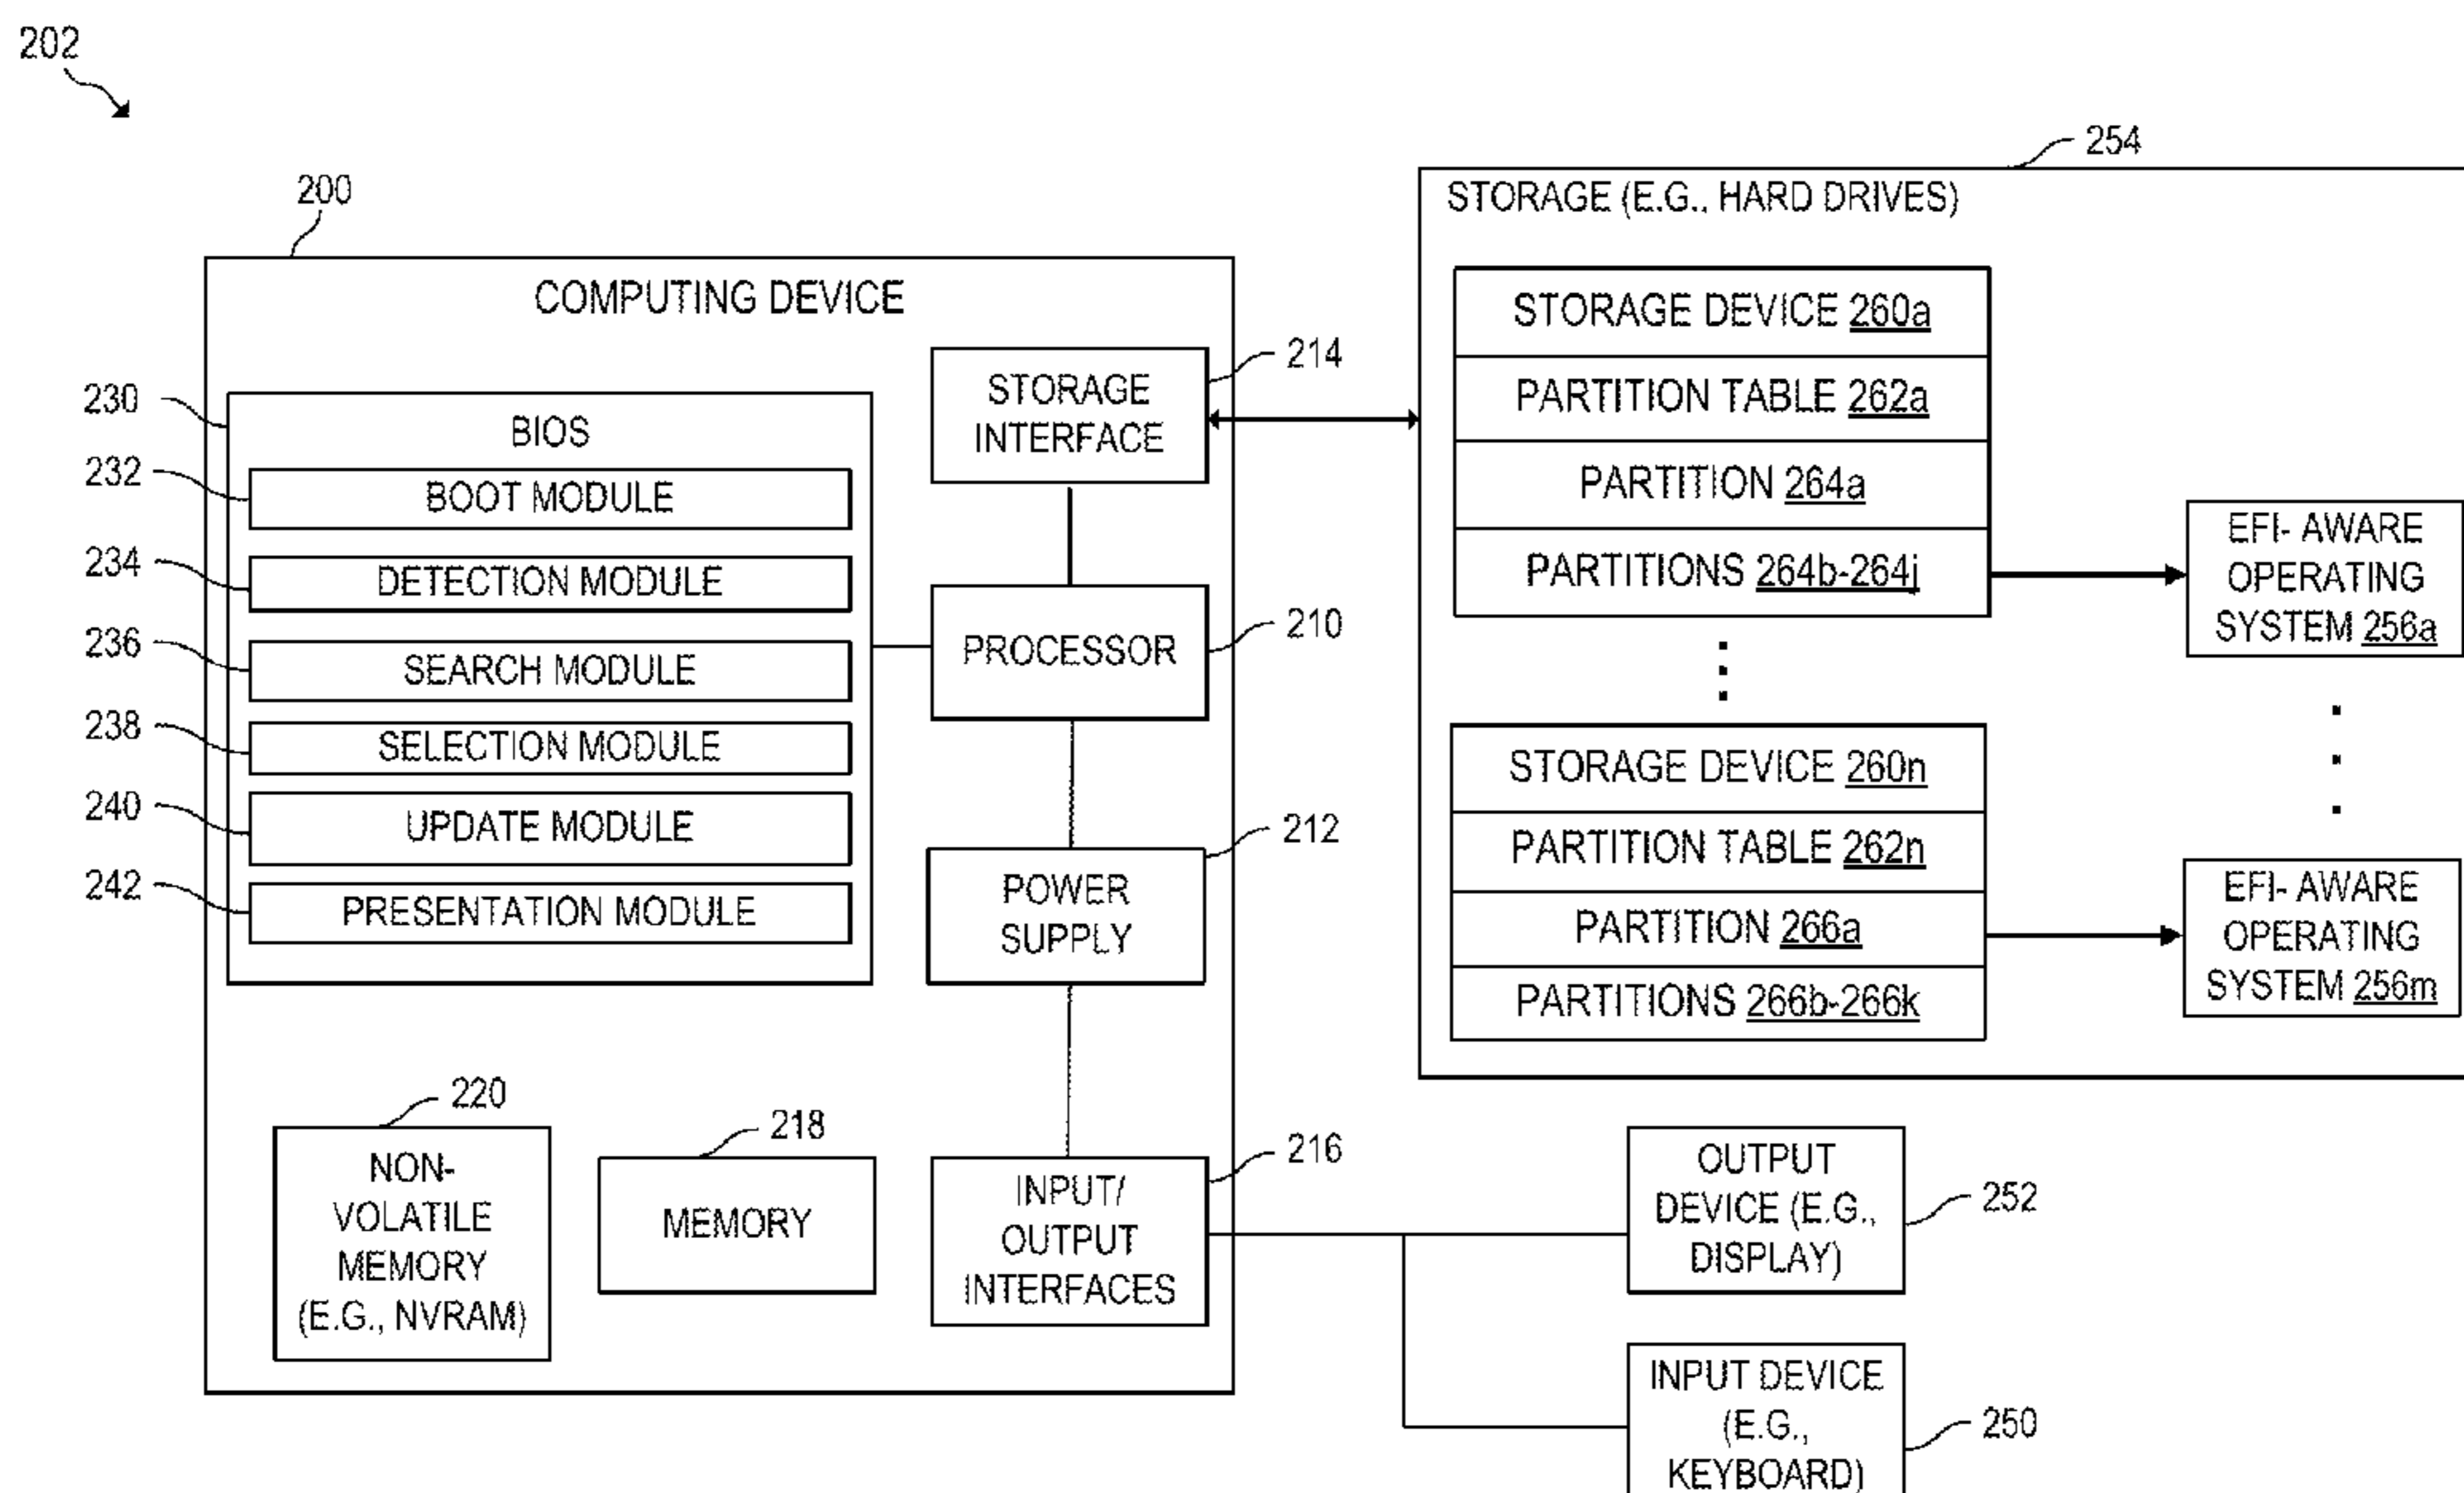 202
200
COMPUTING DEVICE
230
BIOS
232
BOOT MODULE
234
DETECTION MODULE
236
SEARCH MODULE
238
SELECTION MODULE
240
UPDATE MODULE
242
PRESENTATION MODULE
STORAGE
INTERFACE
214
PROCESSOR
210
POWER
SUPPLY
212
220
NON-
VOLATILE
MEMORY
(E.G., NVRAM)
218
MEMORY
INPUT/
OUTPUT
INTERFACES
216
254
STORAGE (E.G., HARD DRIVES)
STORAGE DEVICE 260a
PARTITION TABLE 262a
PARTITION 264a
PARTITIONS 264b-264j
EFI- AWARE
OPERATING
SYSTEM 256a
STORAGE DEVICE 260n
PARTITION TABLE 262n
PARTITION 266a
PARTITIONS 266b-266k
EFI- AWARE
OPERATING
SYSTEM 256m
OUTPUT
DEVICE (E.G.,
DISPLAY)
252
INPUT DEVICE
(E.G.,
KEYBOARD)
250